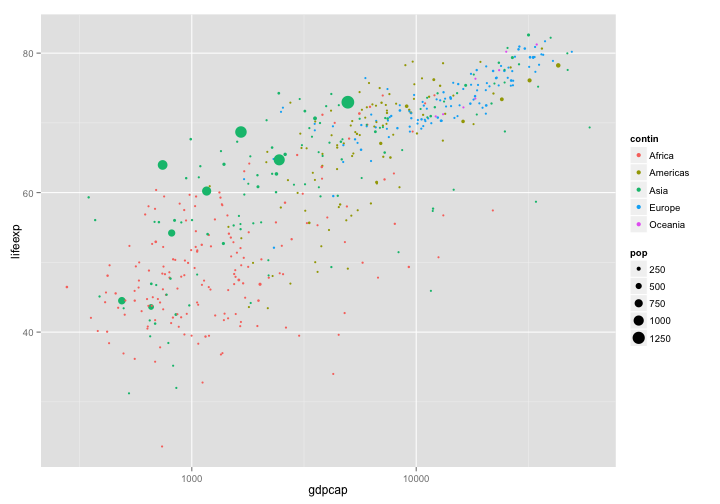 80
60
40
lifeexp
1000
10000
gdpcap
contin
Africa
Americas
Asia
Europe
Oceania
pop
250
500
750
1000
1250